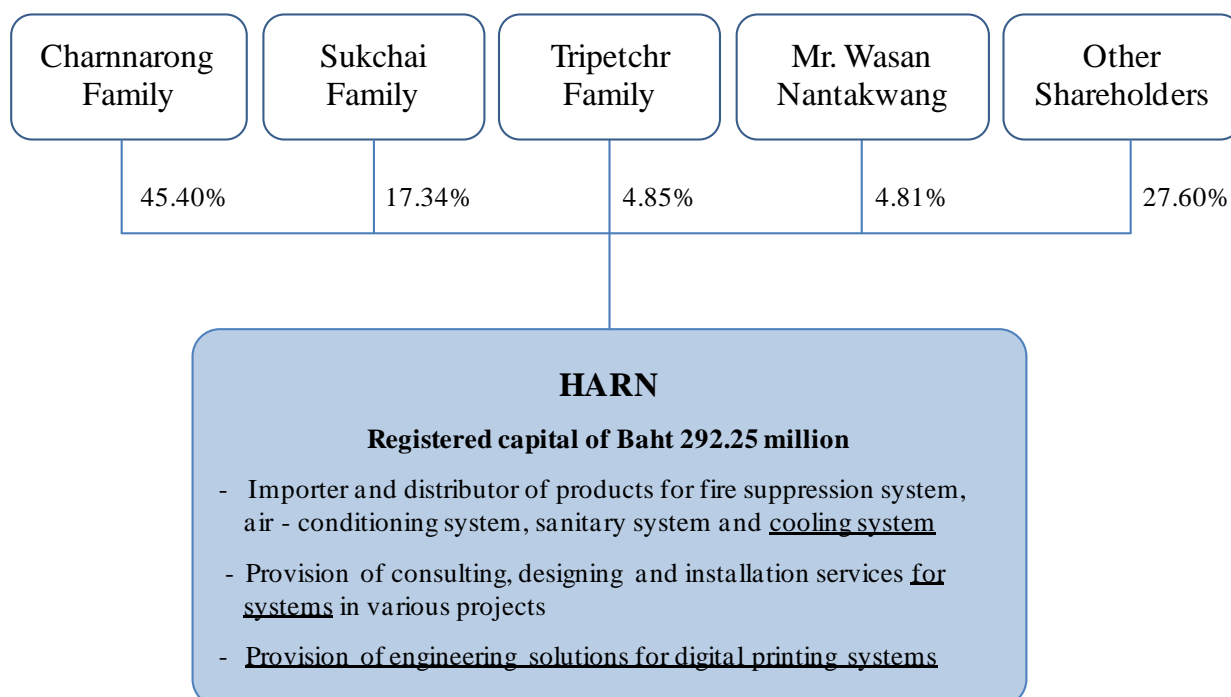 Charnnarong
Family
Sukchai
Family
Tripetchr
Family
Mr. Wasan
Nantakwang
Other
Shareholders
45.40%
17.34%
4.85%
4.81%
27.60%
HARN
Registered capital of Baht 292.25 million
- Importer and distributor of products for fire suppression system,
air - conditioning system, sanitary system and cooling system
- Provision of consulting, designing and installation services for
systems in various projects
- Provision of engineering solutions for digital printing systems